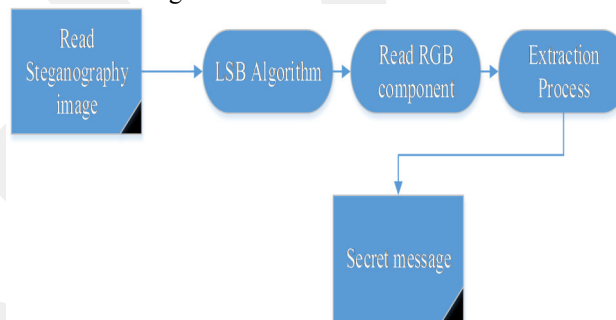 Read
Steganography
image
LSB Algorithm
Read RGB
component
Extraction
Process
Secret message